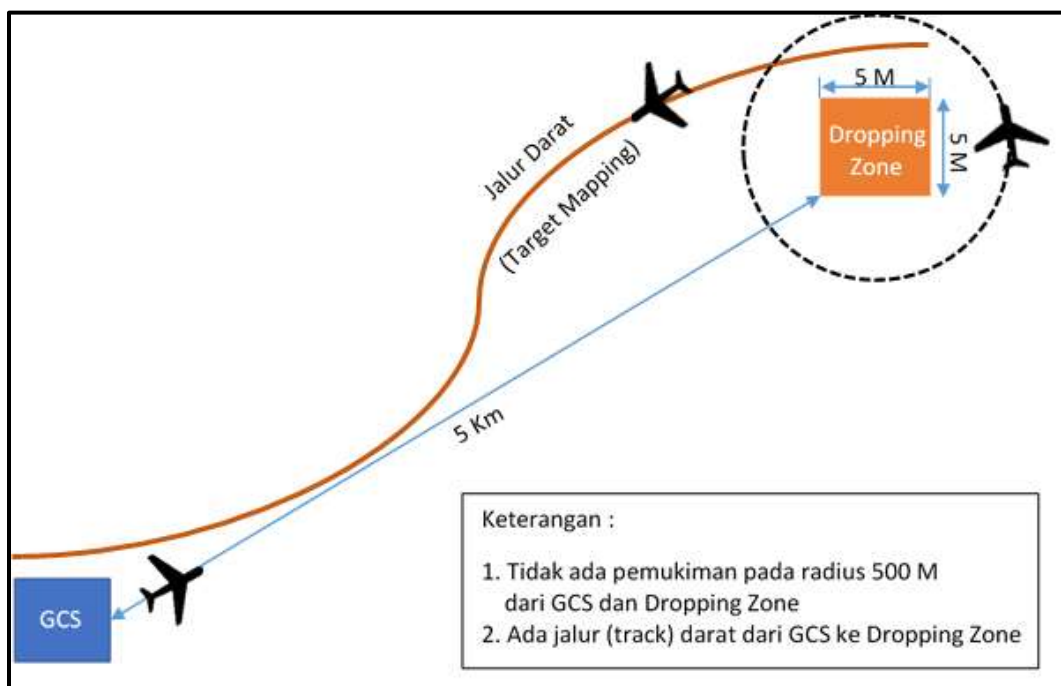 5 M
Dropping
Zone
5 M
Jalur Darat
(Target Mapping)
5 Km
GCS
Keterangan :
1. Tidak ada pemukiman pada radius 500 M
dari GCS dan Dropping Zone
2. Ada jalur (track) darat dari GCS ke Dropping Zone